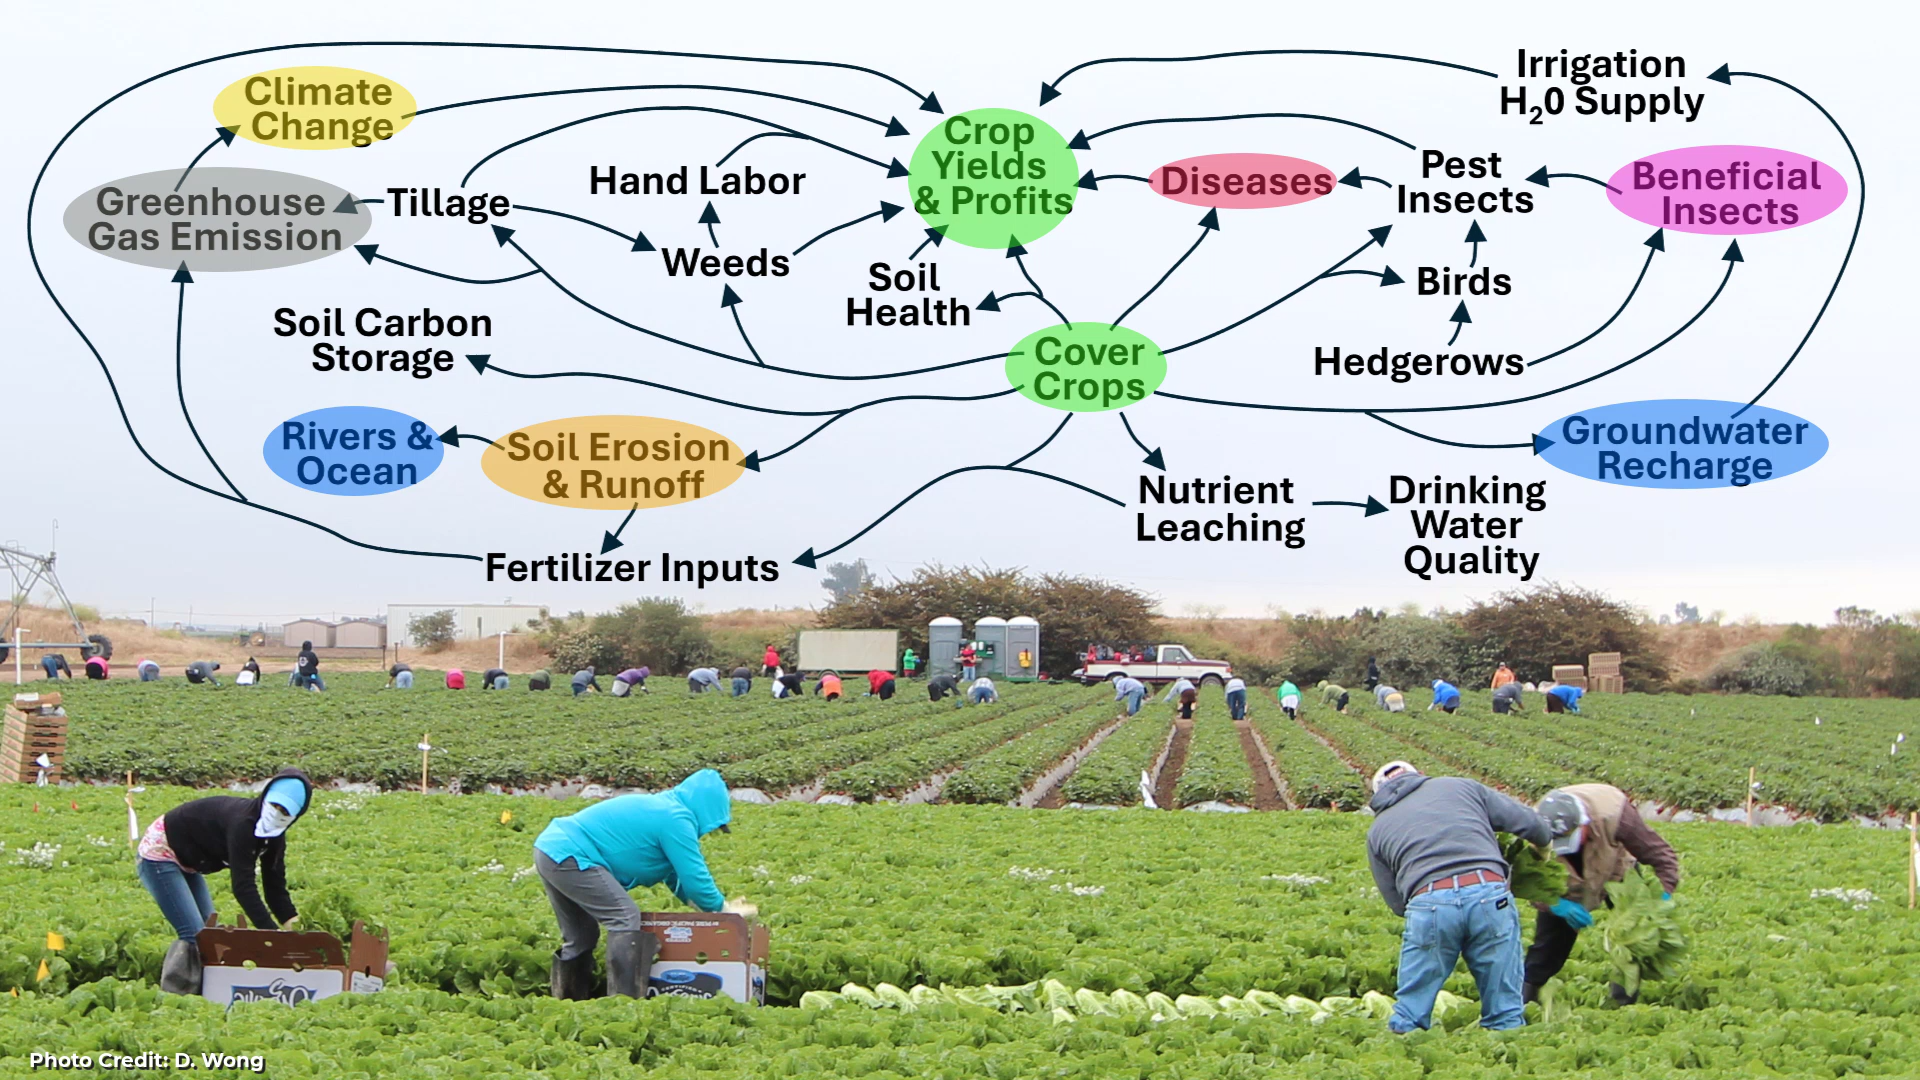 Climate
Change
Greenhouse
Gas Emission
Tillage
Hand Labor
Weeds
Crop
Yields
& Profits
Soil
Health
Diseases
Pest
Insects
Irrigation
H₂0 Supply
Beneficial
Insects
Birds
Hedgerows
Soil Carbon
Storage
Cover
Crops
Rivers &
Ocean
Soil Erosion
& Runoff
Groundwater
Recharge
Nutrient
Leaching
Drinking
Water
Quality
Fertilizer Inputs
Photo Credit: D. Wong